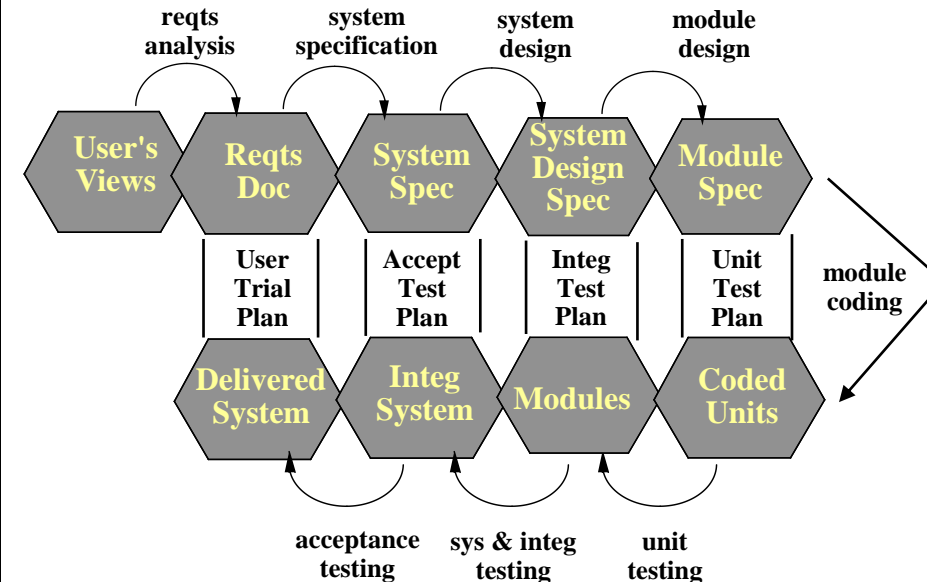 reqts
analysis
system
specification
system
design
module
design
User's
Views
Reqts
Doc
System
Spec
System
Design
Spec
Module
Spec
User
Trial
Plan
Accept
Test
Plan
Integ
Test
Plan
Unit
Test
Plan
module
coding
Delivered
System
Integ
System
Modules
Coded
Units
acceptance
testing
sys & integ
testing
unit
testing